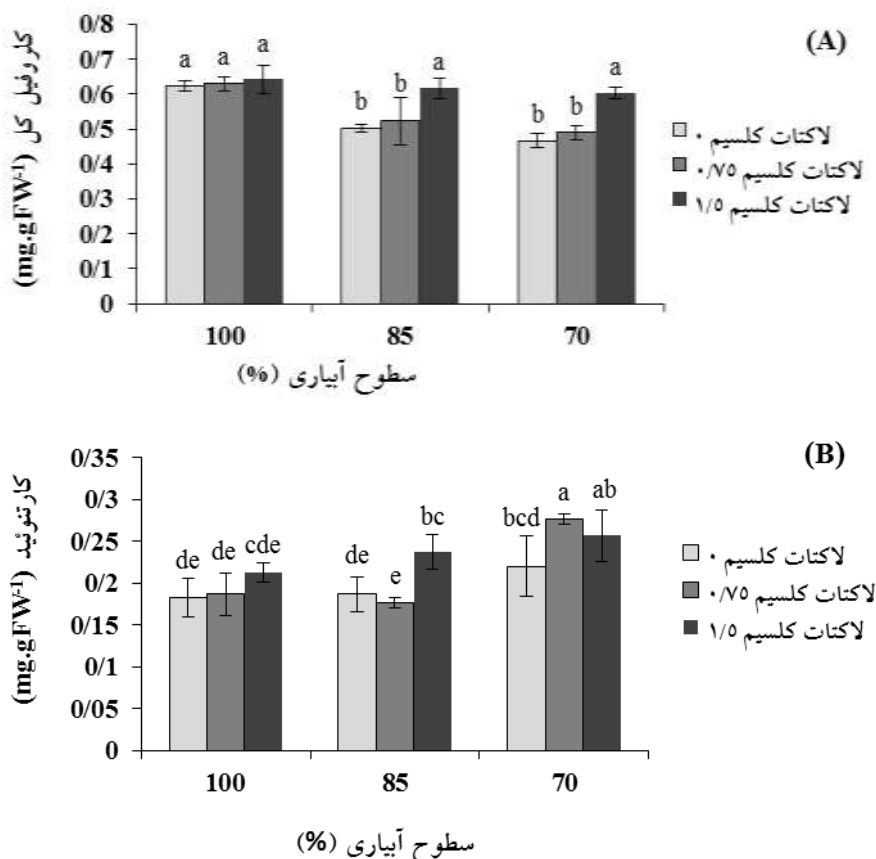 (A)
کلروفیل کل (mg.gFW-1)
0/8
0/7
0/6
0/5
0/4
0/3
0/2
0/1
0
a a a
b b a
b b a
100 85 70
سطوح آبیاری (%)
لاکتات کلسیم ۰
لاکتات کلسیم ۰/۷۵
لاکتات کلسیم ۱/۵
(B)
کارتنوئید (mg.gFW-1)
0/35
0/3
0/25
0/2
0/15
0/1
0/05
0
de de cde
de e bc
bcd a ab
100 85 70
سطوح آبیاری (%)
لاکتات کلسیم ۰
لاکتات کلسیم ۰/۷۵
لاکتات کلسیم ۱/۵